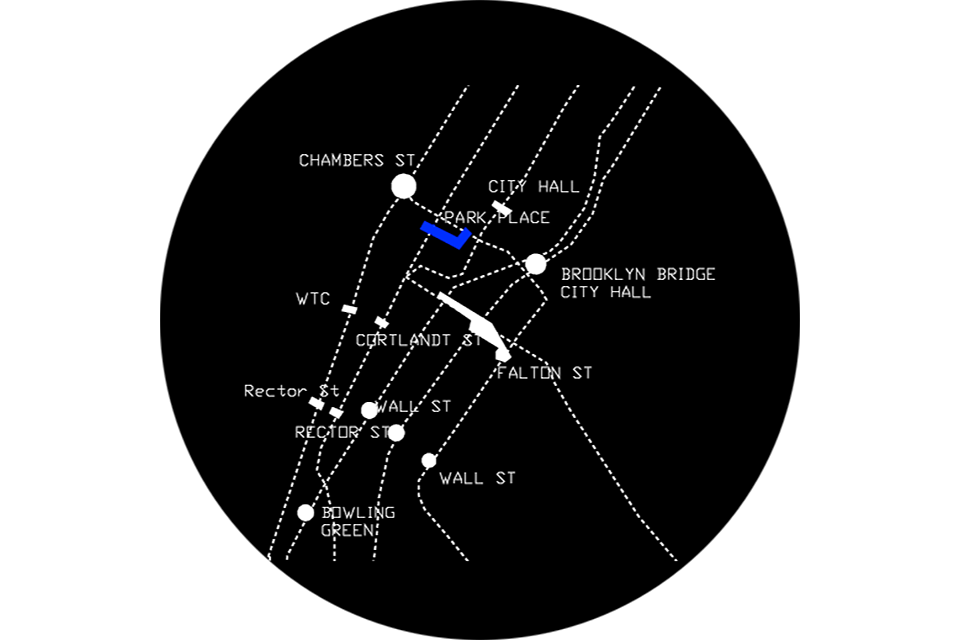 CHAMBERS ST
CITY HALL
PARK PLACE
BROOKLYN BRIDGE
CITY HALL
WTC
CORTLANDT ST
FALTON ST
Rector St
WALL ST
RECTOR ST
WALL ST
BOWLING
GREEN